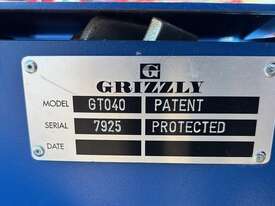 G
GRIZZLY
MODEL GT040 PATENT
SERIAL 7925 PROTECTED
DATE